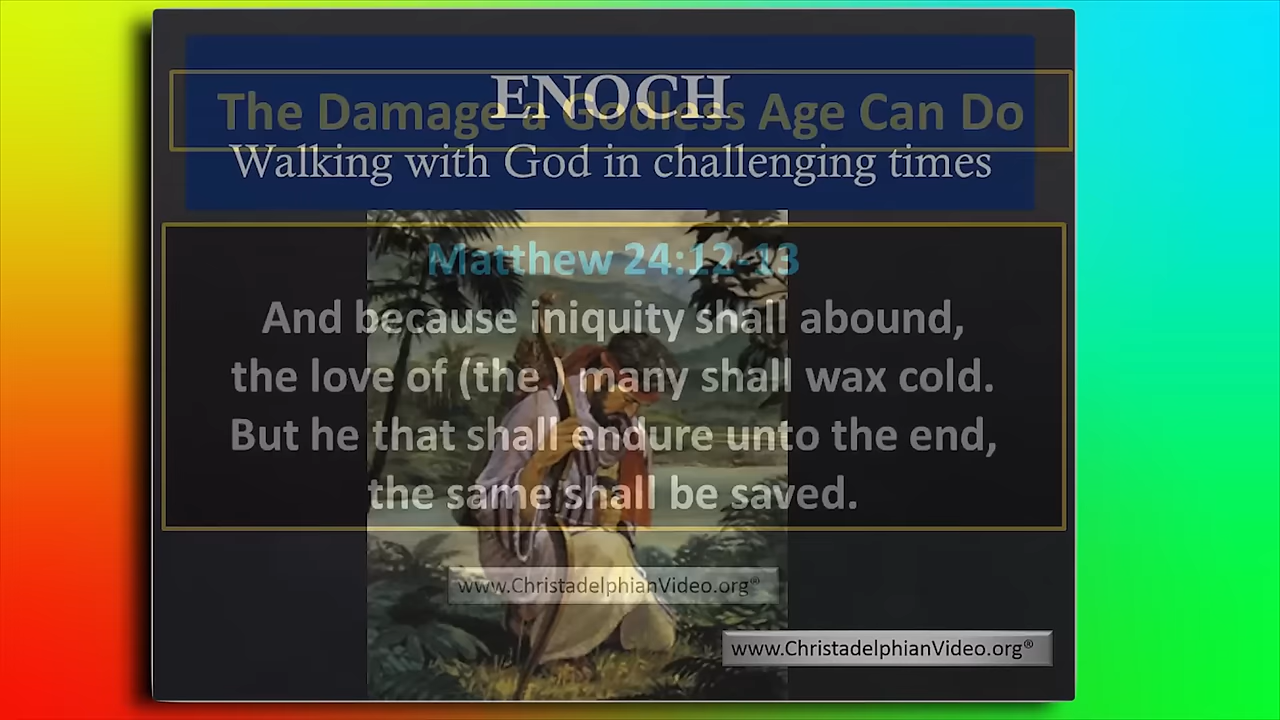 ENOCH
The Damage a Godless Age Can Do
Walking with God in challenging times
Matthew 24:12-13
And because iniquity shall abound,
the love of (the ) many shall wax cold.
But he that shall endure unto the end,
the same shall be saved.
www.ChristadelphianVideo.org®
www.ChristadelphianVideo.org®